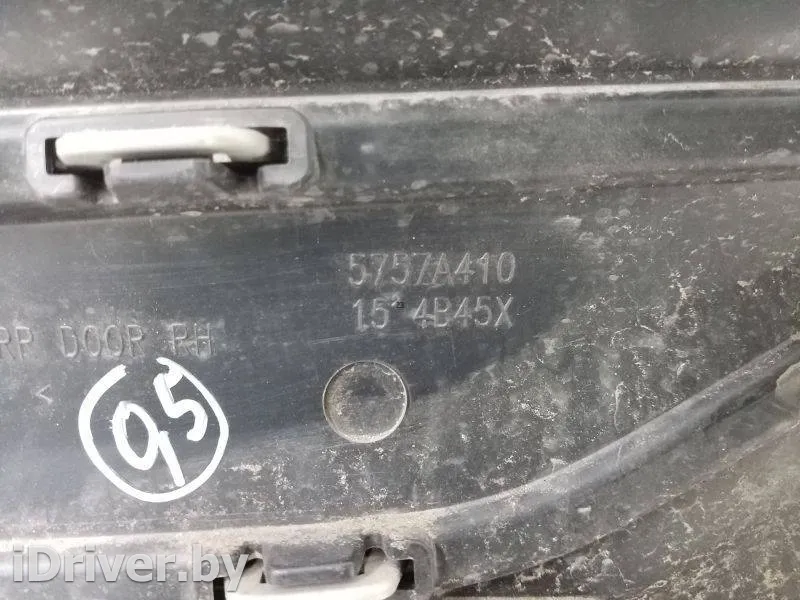 5757A410
15 4B45X
RP DOOR RH
<
95
iDriver.by